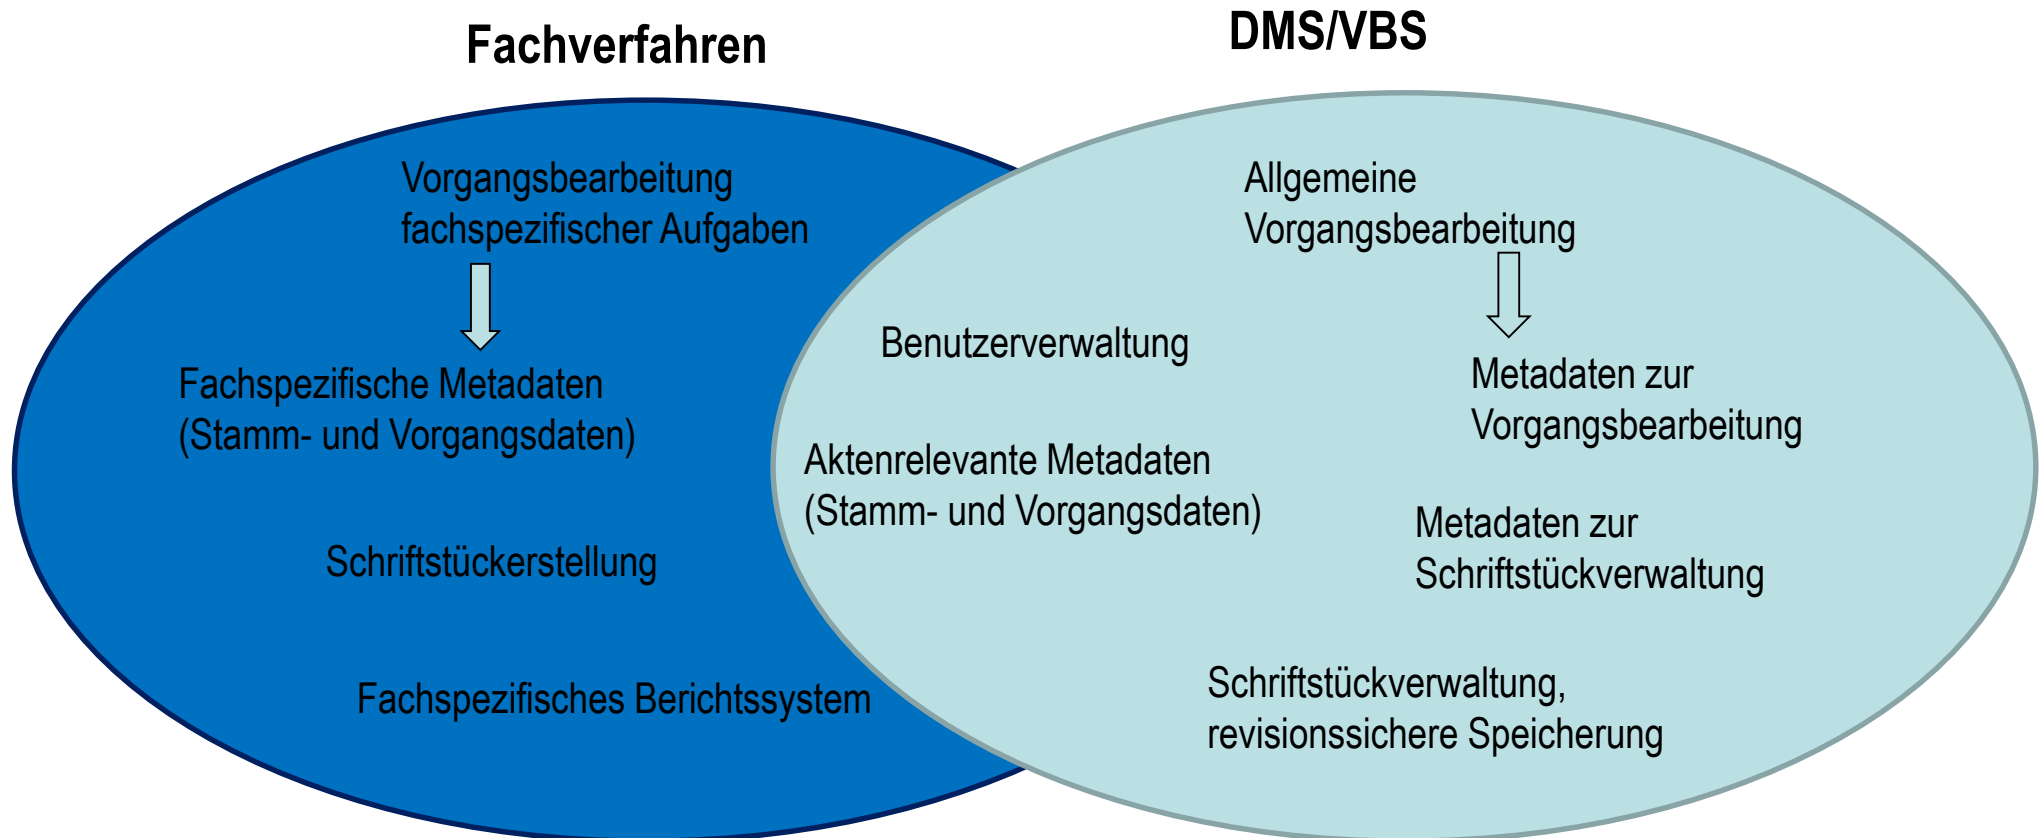 Fachverfahren
DMS/VBS
Vorgangsbearbeitung
fachspezifischer Aufgaben
Fachspezifische Metadaten
(Stamm- und Vorgangsdaten)
Schriftstückerstellung
Fachspezifisches Berichtssystem
Benutzerverwaltung
Aktenrelevante Metadaten
(Stamm- und Vorgangsdaten)
Allgemeine
Vorgangsbearbeitung
Metadaten zur
Vorgangsbearbeitung
Metadaten zur
Schriftstückverwaltung
Schriftstückverwaltung,
revisionssichere Speicherung